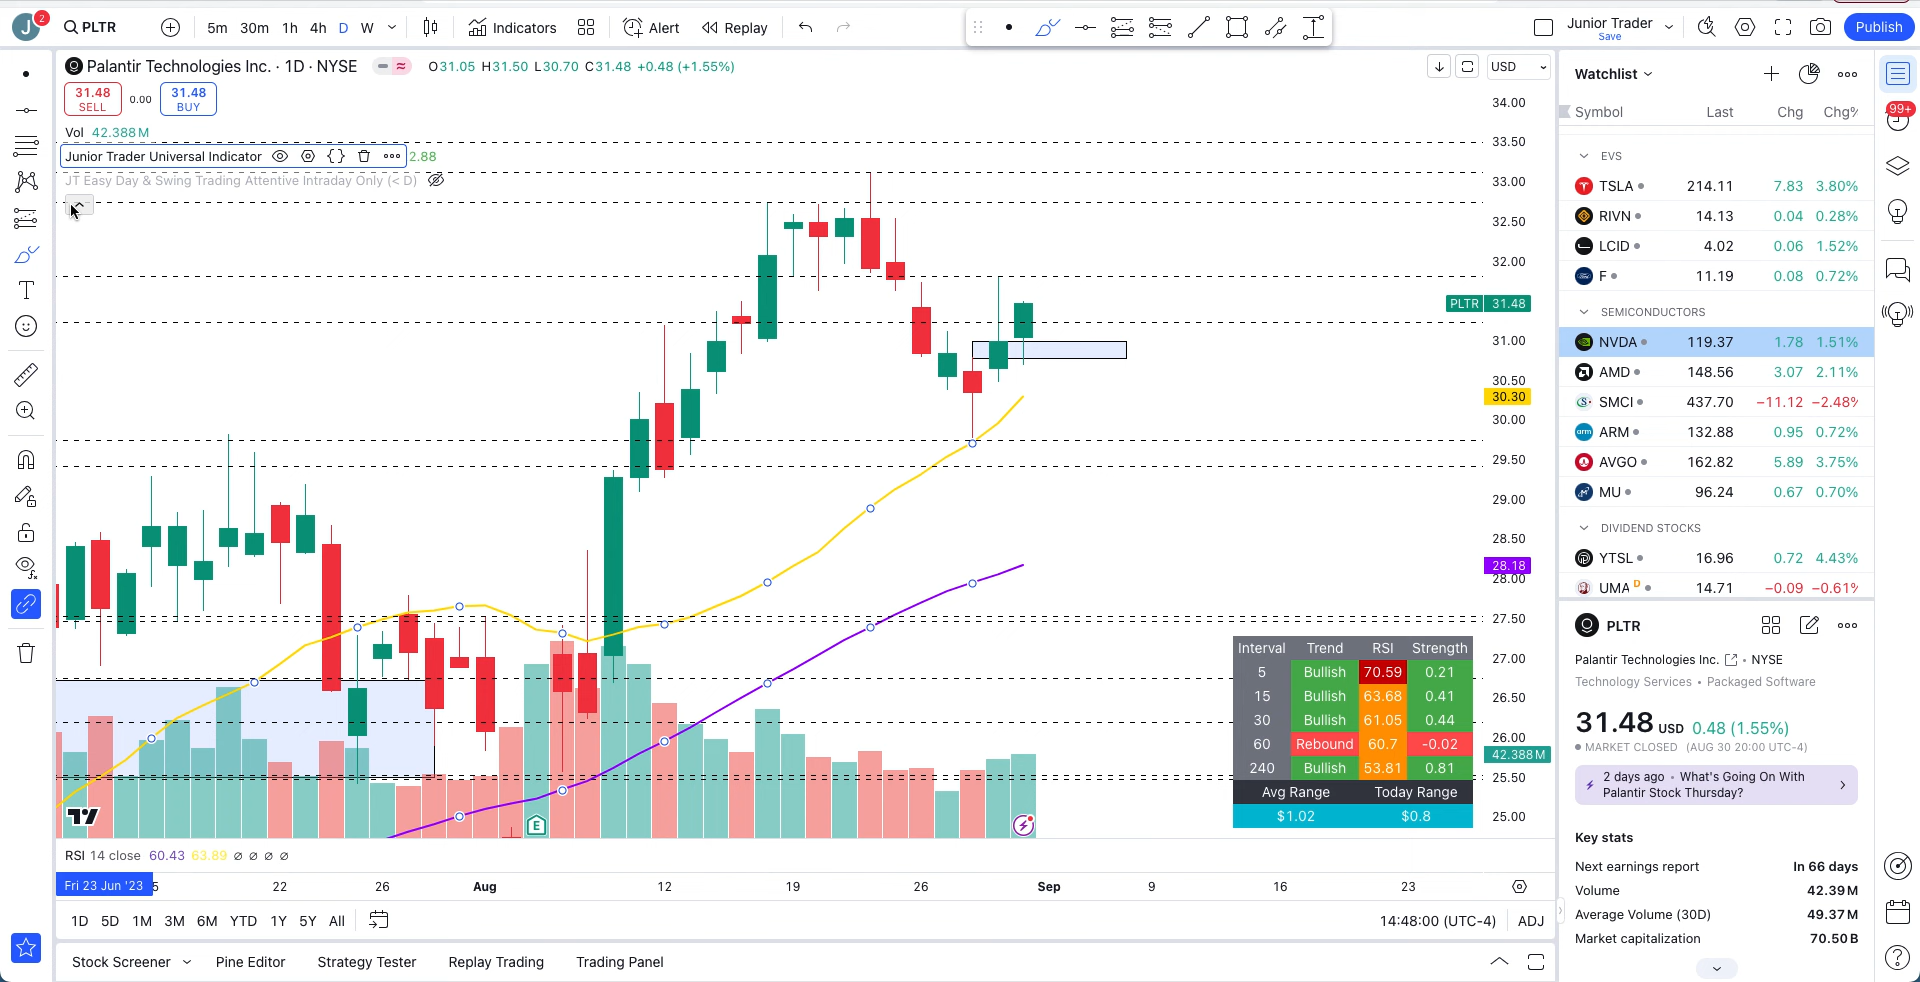 J 2 PLTR 5m 30m 1h 4h D W Indicators Alert Replay Junior Trader Save Publish
Palantir Technologies Inc. · 1D · NYSE O31.05 H31.50 L30.70 C31.48 +0.48 (+1.55%) USD
31.48 SELL 0.00 31.48 BUY
Vol 42.388M
Junior Trader Universal Indicator 2.88
JT Easy Day & Swing Trading Attentive Intraday Only (< D)
34.00
33.50
33.00
32.50
32.00
PLTR 31.48
31.00
30.50
30.30
30.00
29.50
29.00
28.50
28.18
28.00
27.50
27.00
26.50
26.00
42.388M
25.50
25.00
Interval Trend RSI Strength
5 Bullish 70.59 0.21
15 Bullish 63.68 0.41
30 Bullish 61.05 0.44
60 Rebound 60.7 -0.02
240 Bullish 53.81 0.81
Avg Range Today Range
$1.02 $0.8
E
RSI 14 close 60.43 63.89 ∅ ∅ ∅ ∅
Fri 23 Jun '23 5 22 26 Aug 12 19 26 Sep 9 16 23
1D 5D 1M 3M 6M YTD 1Y 5Y All 14:48:00 (UTC-4) ADJ
Stock Screener Pine Editor Strategy Tester Replay Trading Trading Panel
Watchlist
Symbol Last Chg Chg%
EVS
TSLA 214.11 7.83 3.80%
RIVN 14.13 0.04 0.28%
LCID 4.02 0.06 1.52%
F 11.19 0.08 0.72%
SEMICONDUCTORS
NVDA 119.37 1.78 1.51%
AMD 148.56 3.07 2.11%
SMCI 437.70 −11.12 −2.48%
arm ARM 132.88 0.95 0.72%
AVGO 162.82 5.89 3.75%
MU 96.24 0.67 0.70%
DIVIDEND STOCKS
YTSL 16.96 0.72 4.43%
UMA D 14.71 −0.09 −0.61%
PLTR
Palantir Technologies Inc. • NYSE
Technology Services • Packaged Software
31.48 USD 0.48 (1.55%)
MARKET CLOSED (AUG 30 20:00 UTC-4)
2 days ago • What's Going On With
Palantir Stock Thursday?
Key stats
Next earnings report In 66 days
Volume 42.39M
Average Volume (30D) 49.37M
Market capitalization 70.50B
99+